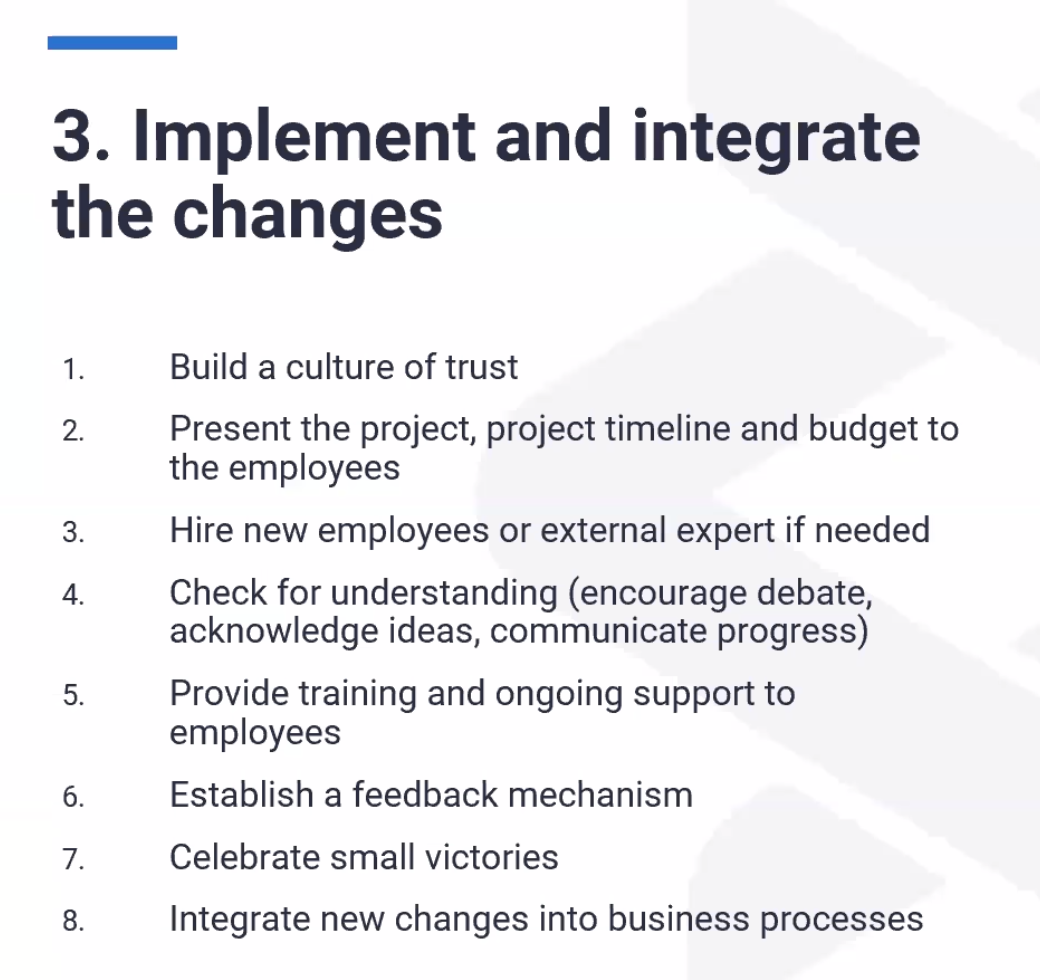 3. Implement and integrate
the changes
1. Build a culture of trust
2. Present the project, project timeline and budget to
the employees
3. Hire new employees or external expert if needed
4. Check for understanding (encourage debate,
acknowledge ideas, communicate progress)
5. Provide training and ongoing support to
employees
6. Establish a feedback mechanism
7. Celebrate small victories
8. Integrate new changes into business processes